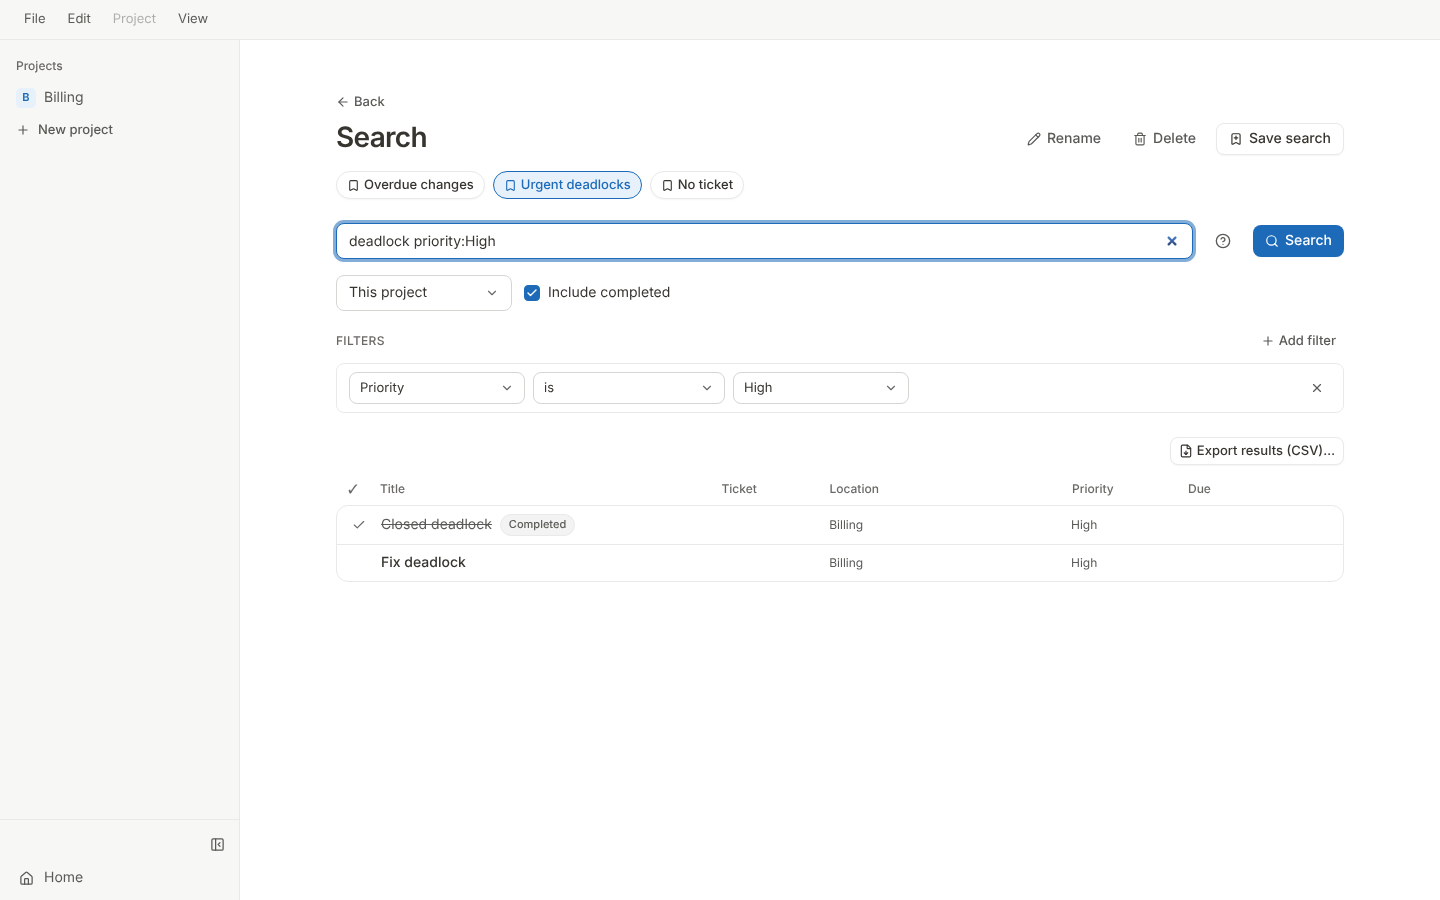 File Edit Project View
Projects
B Billing
New project
Home
Back
Search
Rename Delete Save search
Overdue changes Urgent deadlocks No ticket
deadlock priority:High
Search
This project Include completed
FILTERS Add filter
Priority is High
Export results (CSV)...
✓ Title Ticket Location Priority Due
Closed deadlock Completed Billing High
Fix deadlock Billing High